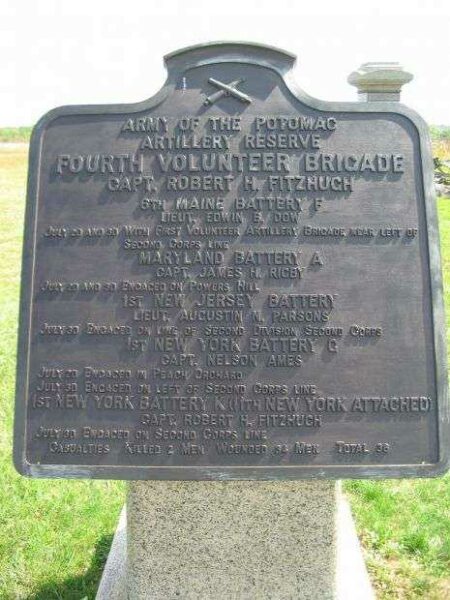 ARMY OF THE POTOMAC
ARTILLERY RESERVE
FOURTH VOLUNTEER BRIGADE
CAPT. ROBERT H. FITZHUGH
6TH MAINE BATTERY F
LIEUT. EDWIN B. DOW
JULY 2D AND 3D WITH FIRST VOLUNTEER ARTILLERY BRIGADE NEAR LEFT OF
SECOND CORPS LINE
MARYLAND BATTERY A
CAPT. JAMES H. RIGBY
JULY 2D AND 3D ENGAGED ON POWERS HILL
1ST NEW JERSEY BATTERY
LIEUT. AUGUSTIN N. PARSONS
JULY 3D ENGAGED ON LINE OF SECOND DIVISION SECOND CORPS
1ST NEW YORK BATTERY G
CAPT. NELSON AMES
JULY 2D ENGAGED IN PEACH ORCHARD
JULY 3D ENGAGED ON LEFT OF SECOND CORPS LINE
1ST NEW YORK BATTERY K (11TH NEW YORK ATTACHED)
CAPT. ROBERT H. FITZHUGH
JULY 3D ENGAGED ON SECOND CORPS LINE
CASUALTIES KILLED 2 MEN WOUNDED 34 MEN TOTAL 36